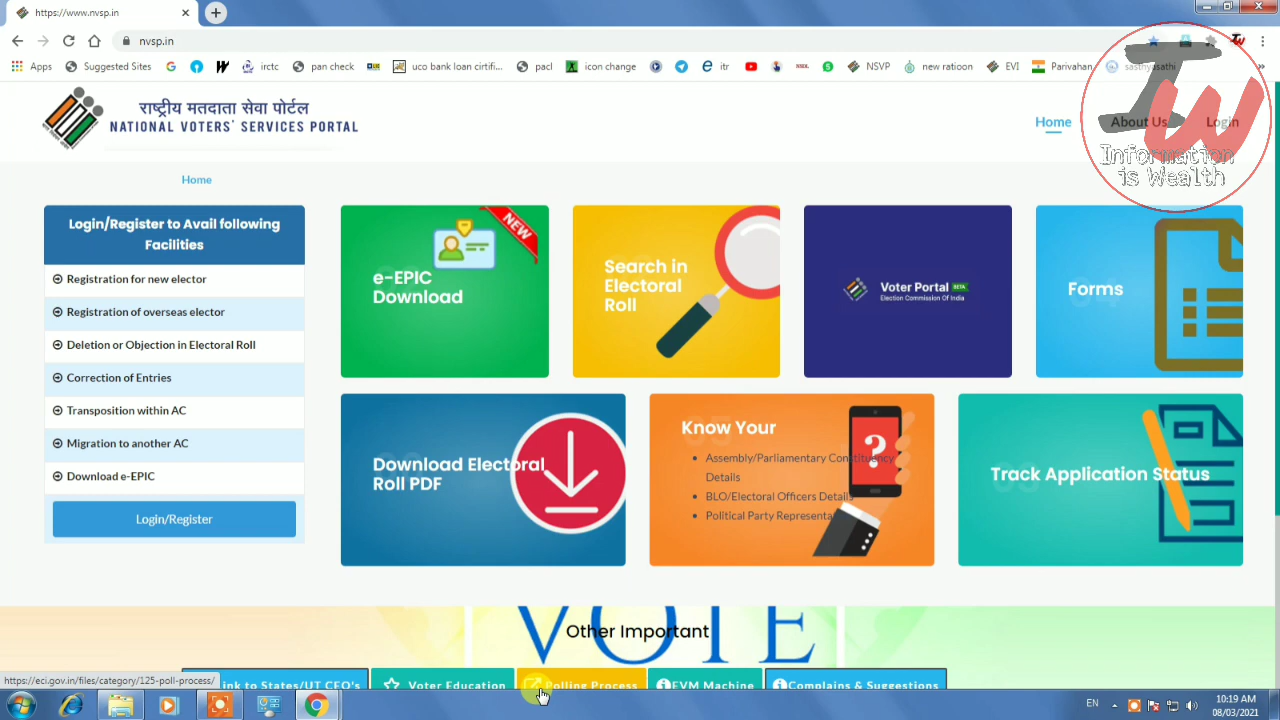 https://www.nvsp.in
nvsp.in
Apps Suggested Sites irctc pan check uco bank loan cirtifi... pacl icon change itr NSDL NSVP new ratioon EVI Parivahan sasthyasathi
राष्ट्रीय मतदाता सेवा पोर्टल
NATIONAL VOTERS' SERVICES PORTAL
Home About Us Login
IW
Information
is Wealth
Home
Login/Register to Avail following
Facilities
Registration for new elector
Registration of overseas elector
Deletion or Objection in Electoral Roll
Correction of Entries
Transposition within AC
Migration to another AC
Download e-EPIC
Login/Register
NEW
e-EPIC
Download
Search in
Electoral
Roll
Voter Portal BETA
Election Commission Of India
Forms
Download Electoral
Roll PDF
Know Your
Assembly/Parliamentary Constituency
Details
BLO/Electoral Officers Details
Political Party Representa
?
Track Application Status
VOTE
Other Important
https://eci.gov.in/files/category/125-poll-process/
ink to States/UT CEO's Voter Education Polling Process EVM Machine Complains & Suggestions
EN
10:19 AM
08/03/2021